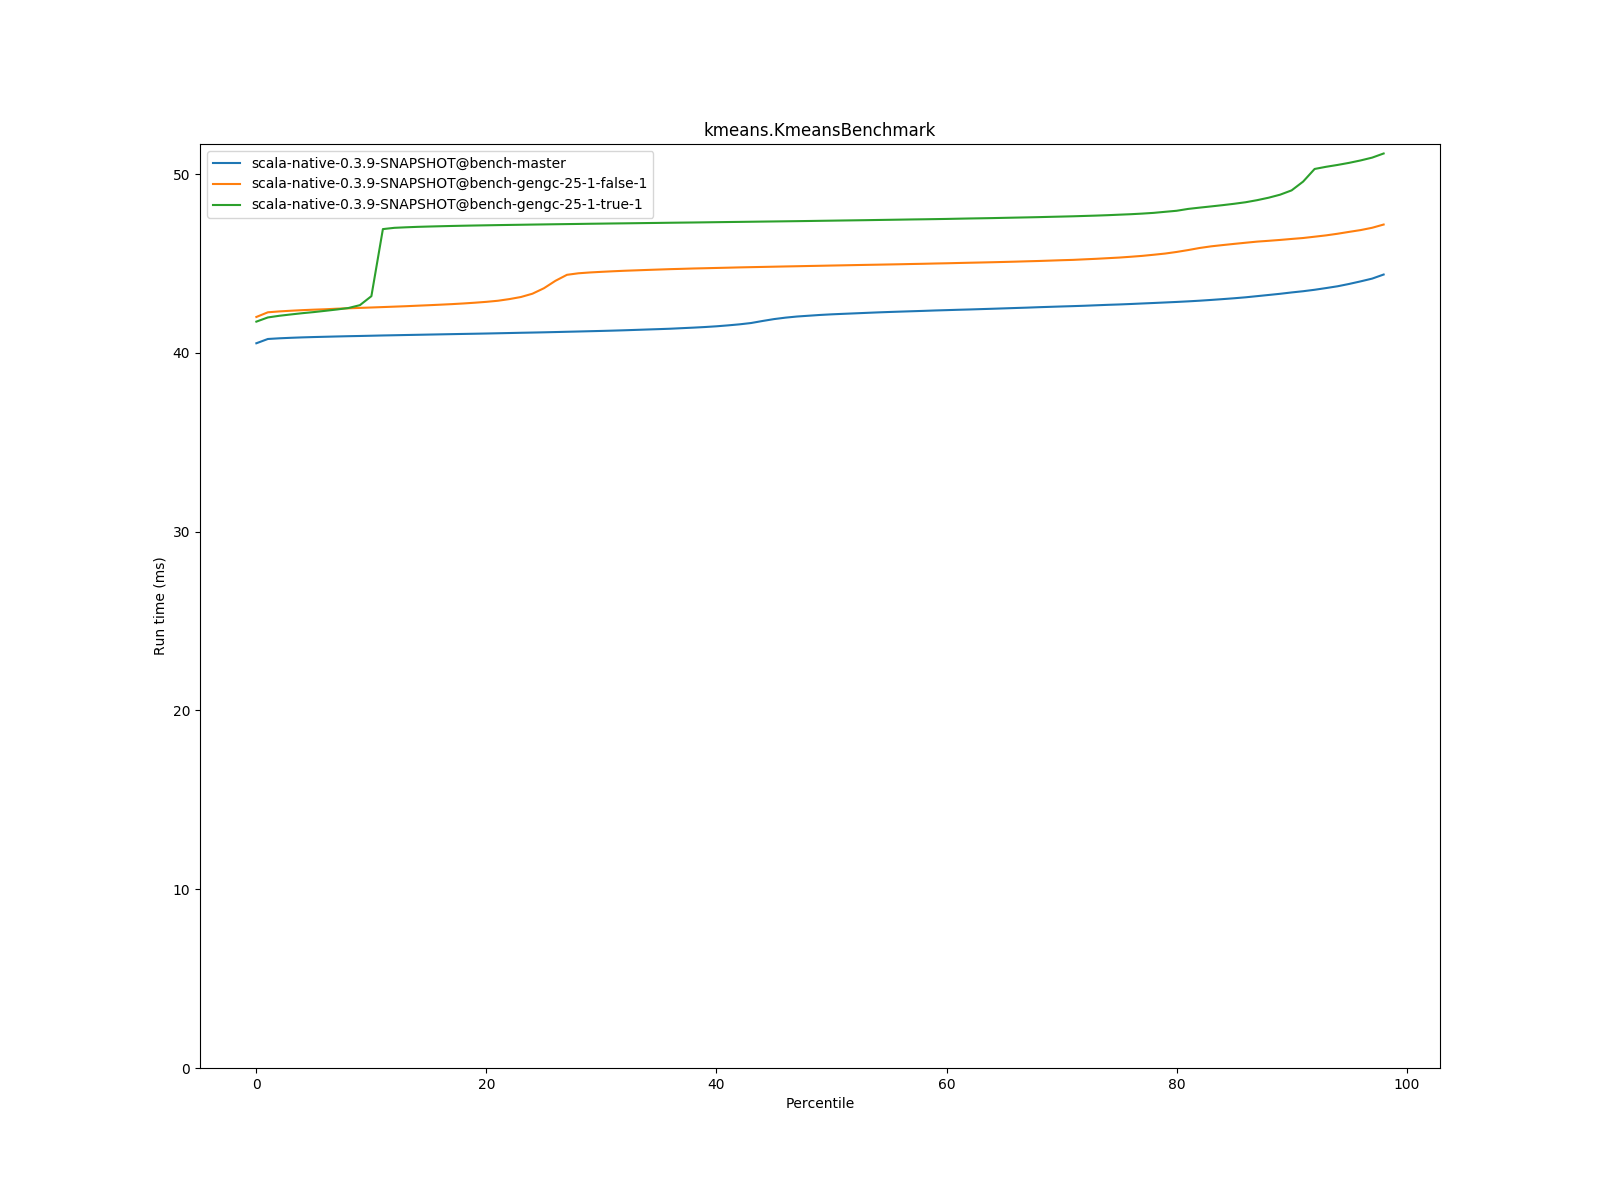 kmeans.KmeansBenchmark
scala-native-0.3.9-SNAPSHOT@bench-master
scala-native-0.3.9-SNAPSHOT@bench-gengc-25-1-false-1
scala-native-0.3.9-SNAPSHOT@bench-gengc-25-1-true-1
50
40
30
20
10
0
Run time (ms)
0 20 40 60 80 100
Percentile